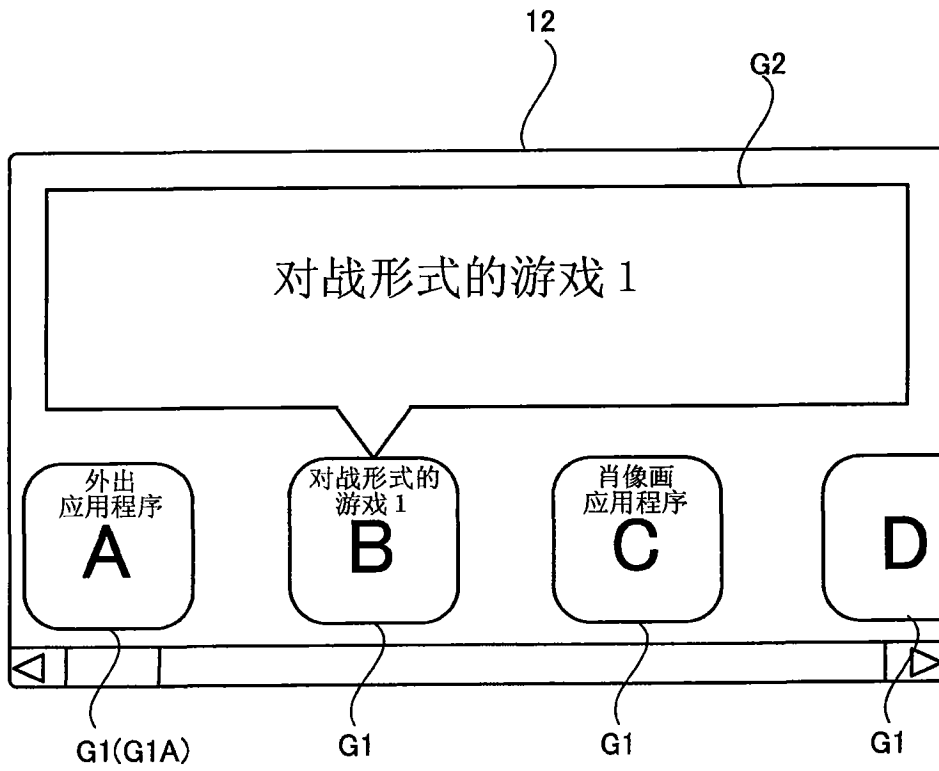 12
G2
对战形式的游戏1
外出
应用程序
A
对战形式的
游戏1
B
肖像画
应用程序
C
D
G1(G1A)
G1
G1
G1